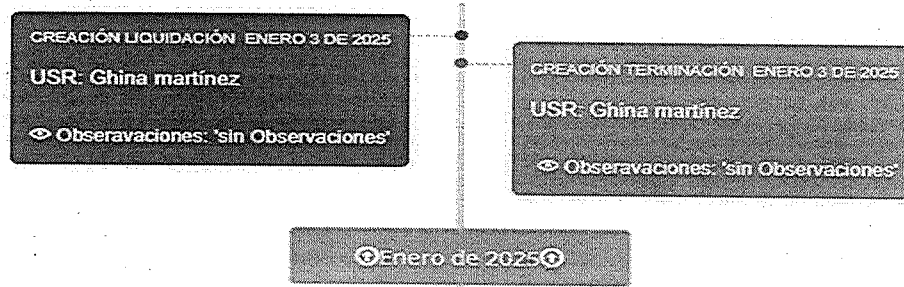 CREACIÓN LIQUIDACIÓN ENERO 3 DE 2025
USR: Ghina martínez
Obseravaciones: 'sin Observaciones'
CREACIÓN TERMINACIÓN ENERO 3 DE 2025
USR: Ghina martínez
Obseravaciones: 'sin Observaciones'
Enero de 2025